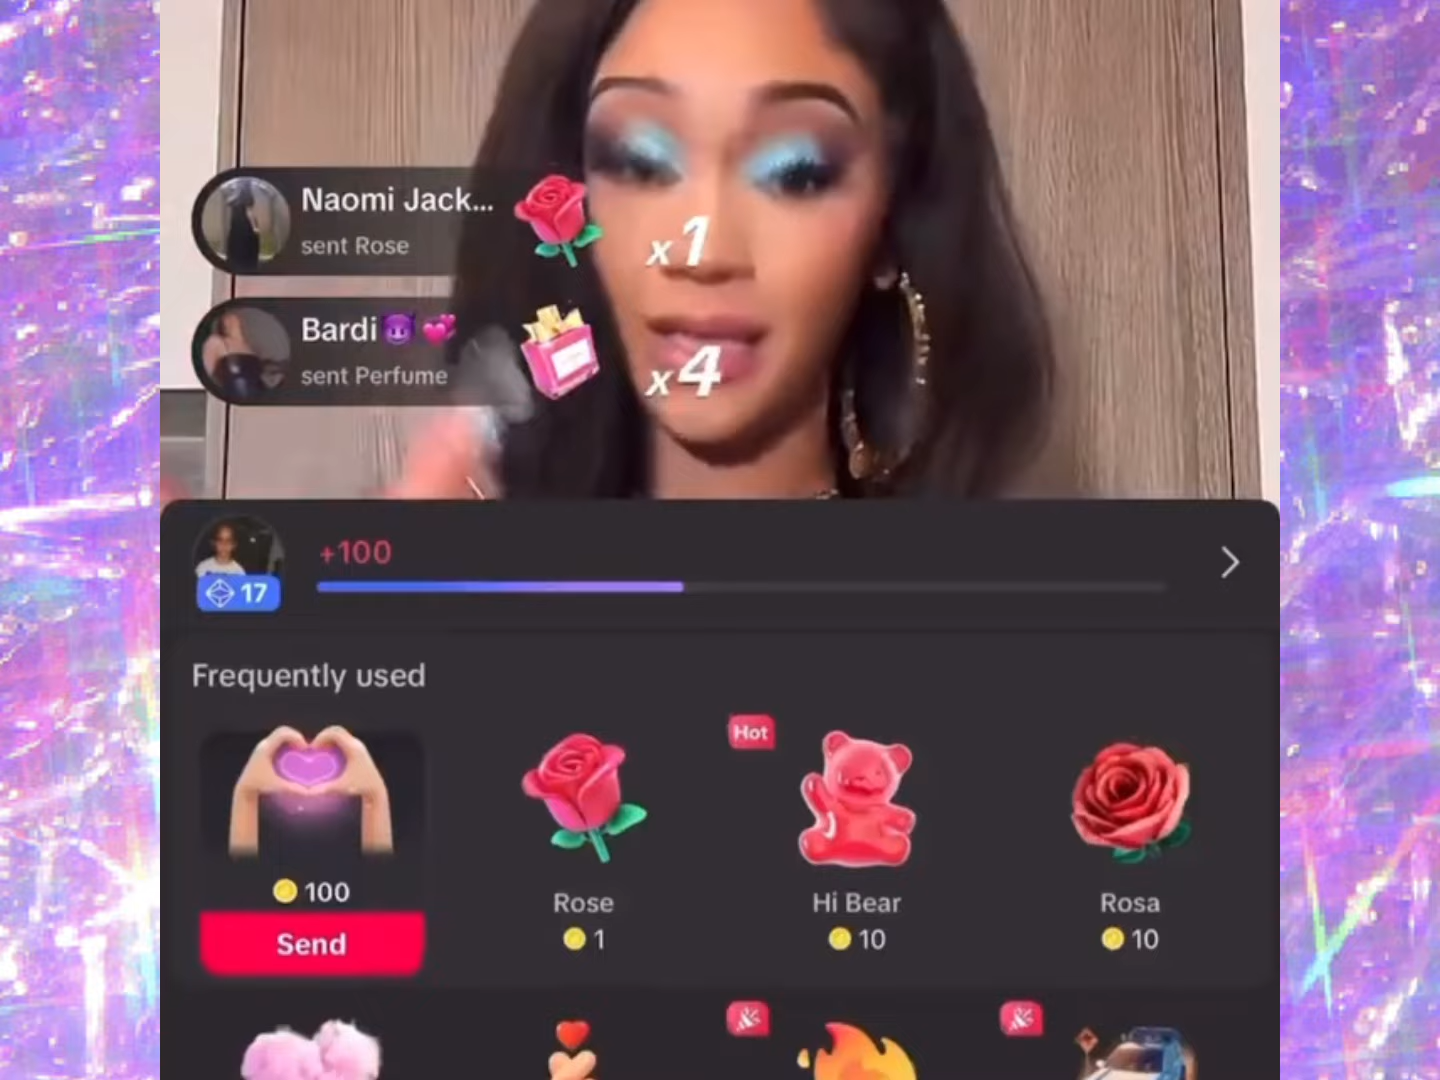 Naomi Jack...
sent Rose
x1
Bardi😈💞
sent Perfume
x4
+100
17
Frequently used
Hot
100
Send
Rose
1
Hi Bear
10
Rosa
10